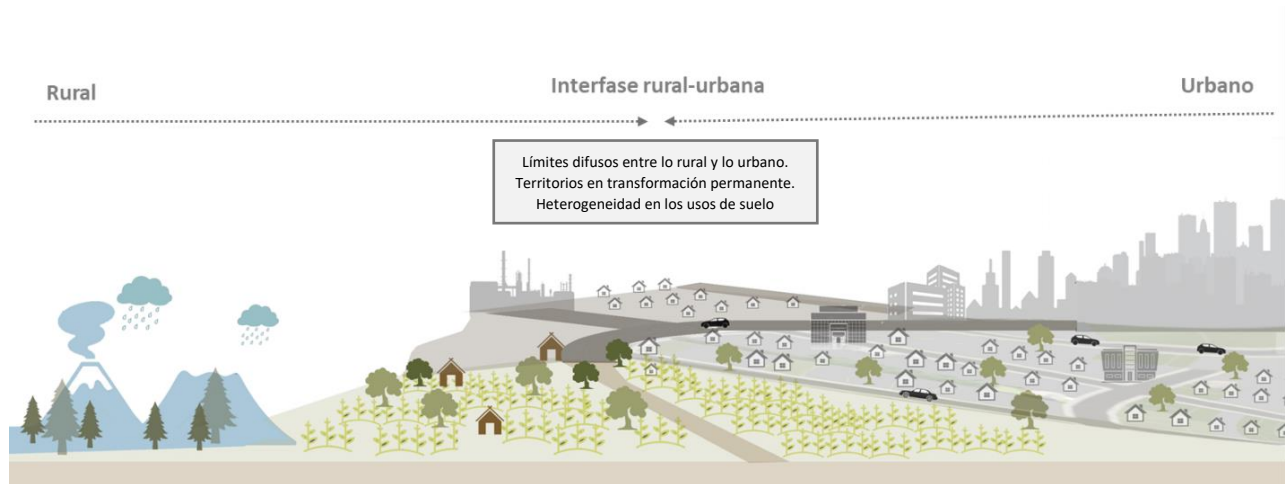 Rural
Interfase rural-urbana
Urbano
Límites difusos entre lo rural y lo urbano.
Territorios en transformación permanente.
Heterogeneidad en los usos de suelo